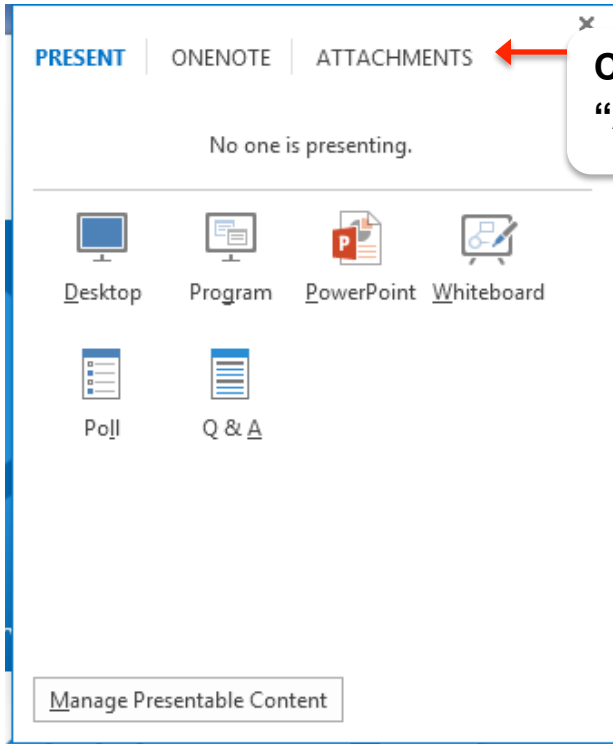 PRESENT ONENOTE ATTACHMENTS
No one is presenting.
Desktop Program PowerPoint Whiteboard
Poll Q & A
Manage Presentable Content